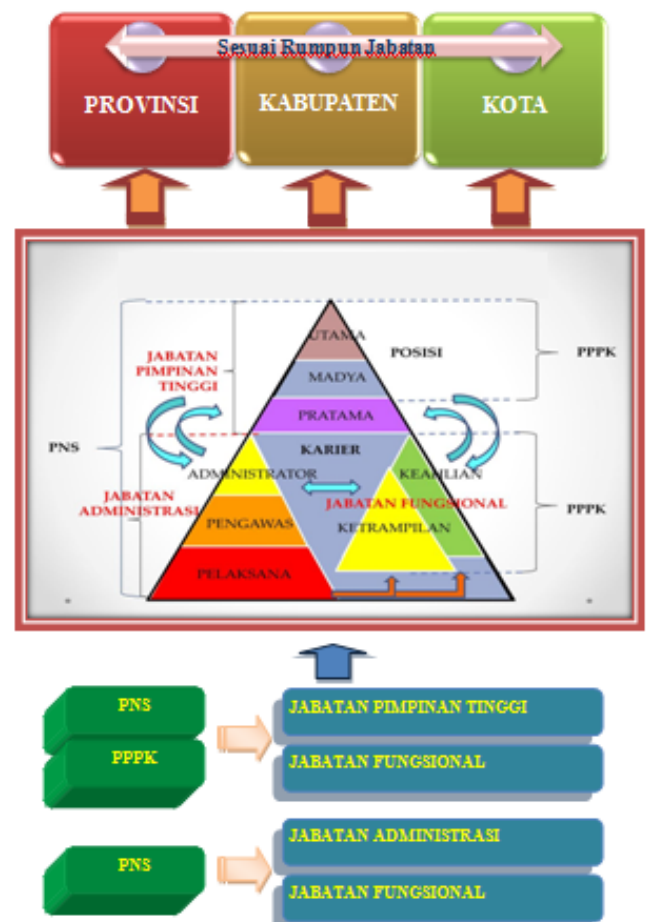 Sesuai Rumpun Jabatan
PROVINSI
KABUPATEN
KOTA
UTAMA
POSISI
PPPK
JABATAN
PIMPINAN
TINGGI
MADYA
PRATAMA
PNS
KARIER
ADMINISTRATOR
KEAHLIAN
JABATAN
ADMINISTRASI
JABATAN FUNGSIONAL
PPPK
PENGAWAS
KETRAMPILAN
PELAKSANA
PNS
JABATAN PIMPINAN TINGGI
PPPK
JABATAN FUNGSIONAL
PNS
JABATAN ADMINISTRASI
JABATAN FUNGSIONAL